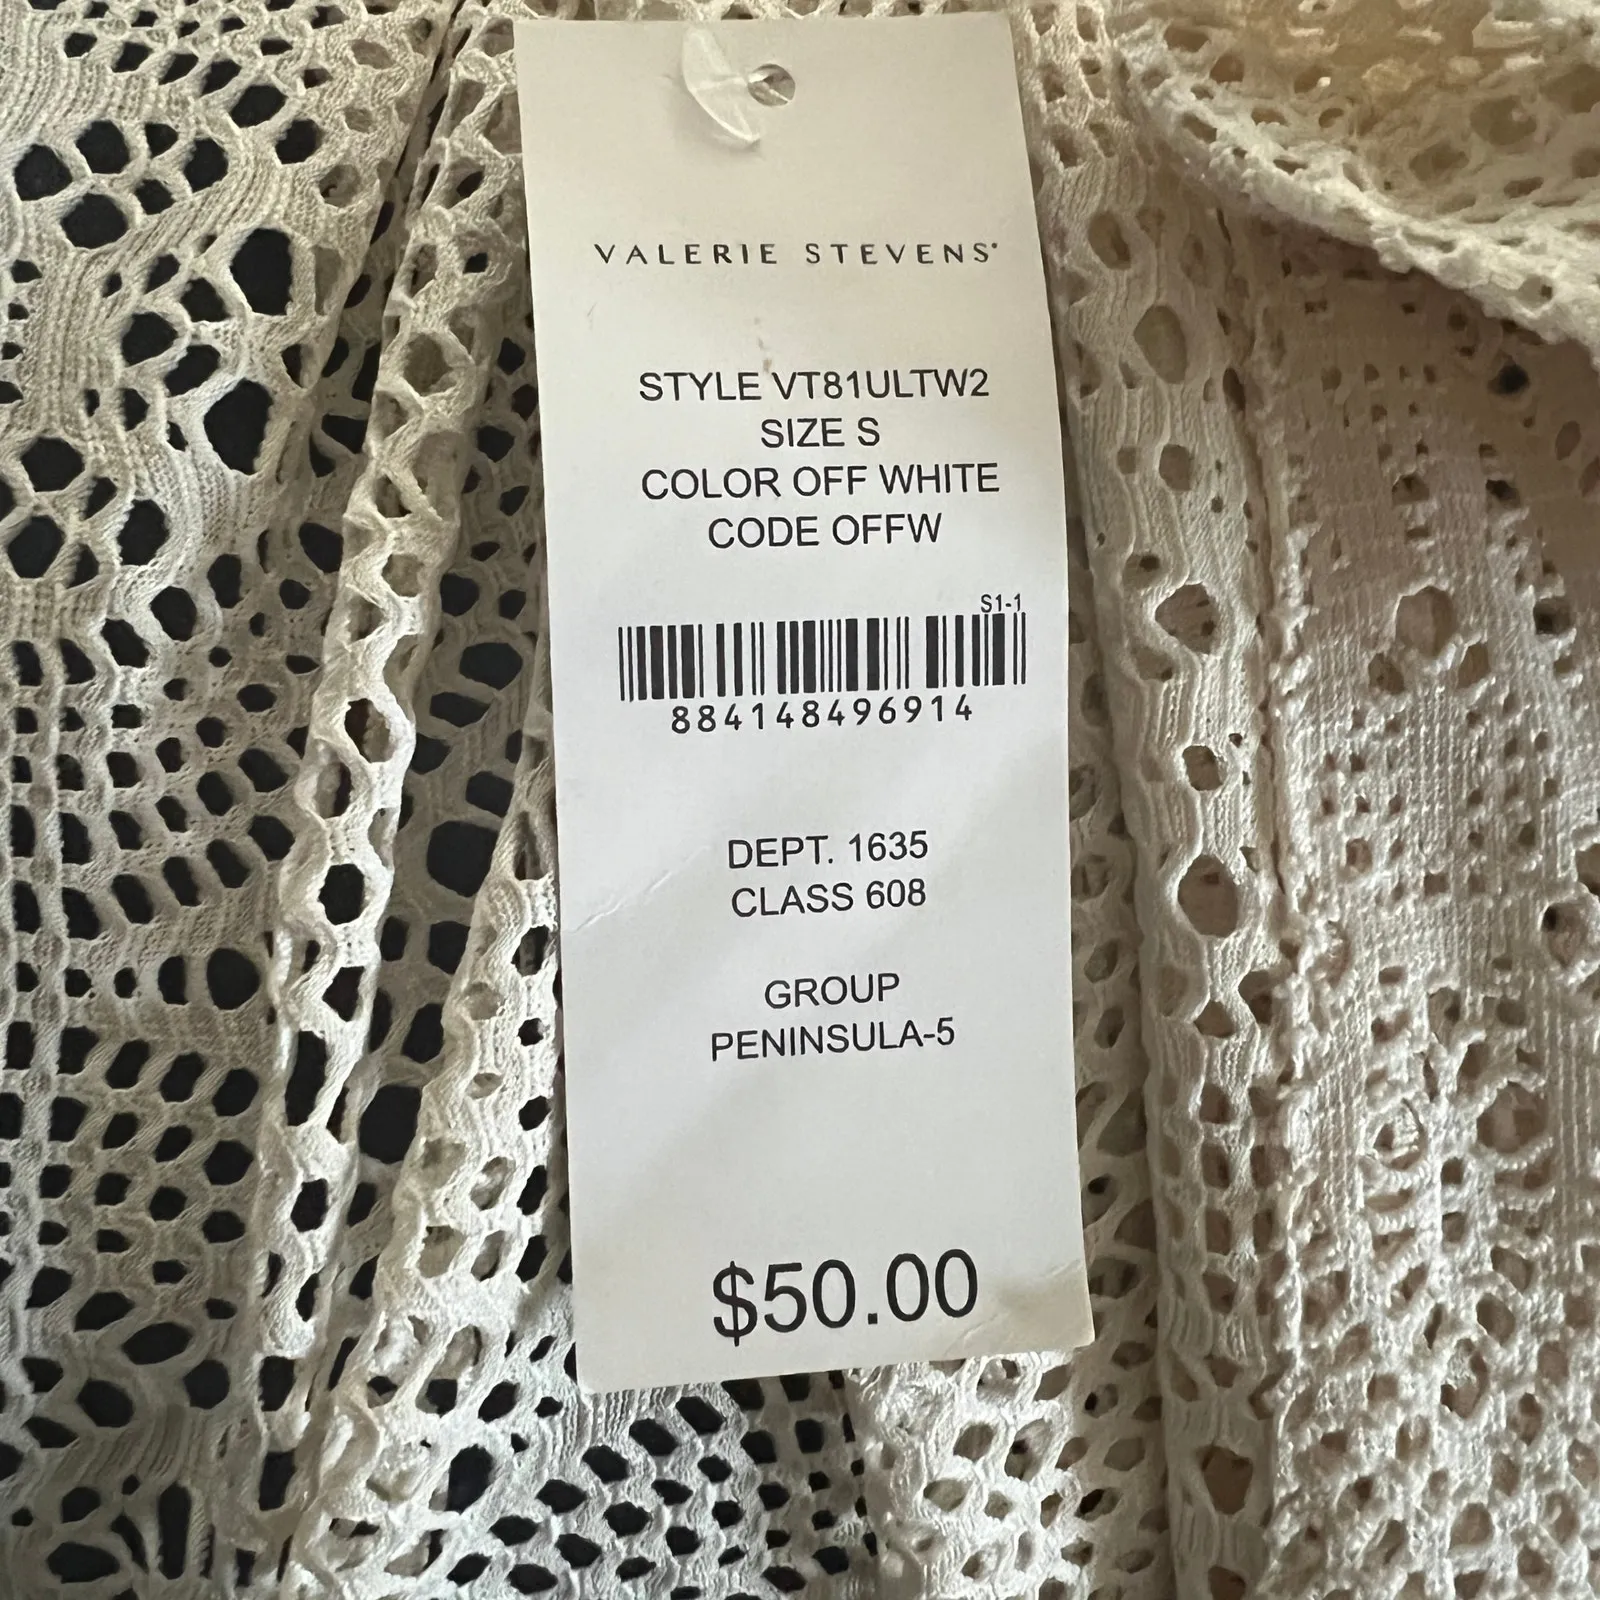 VALERIE STEVENS
STYLE VT81ULTW2
SIZE S
COLOR OFF WHITE
CODE OFFW
S1-1
884148496914
DEPT. 1635
CLASS 608
GROUP
PENINSULA-5
$50.00